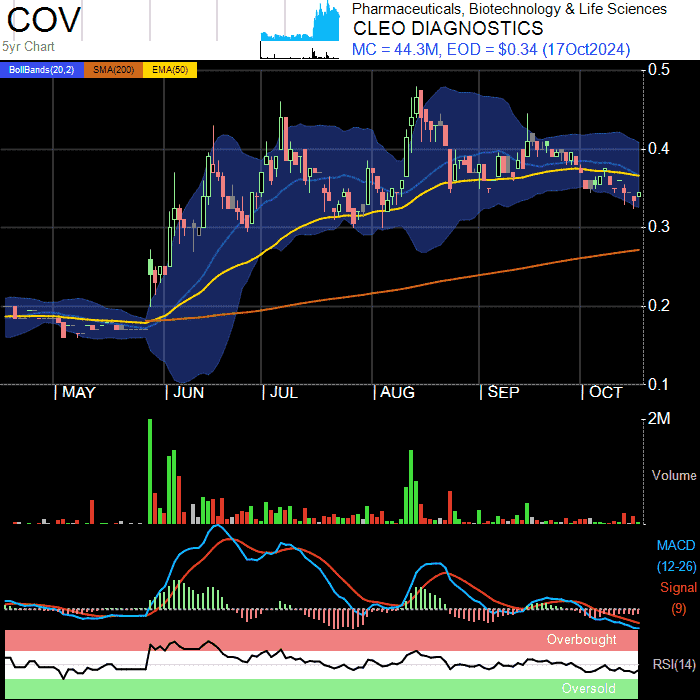 COV
5yr Chart
Pharmaceuticals, Biotechnology & Life Sciences
CLEO DIAGNOSTICS
MC = 44.3M, EOD = $0.34 (17Oct2024)
BollBands(20,2) SMA(200) EMA(50)
0.5
0.4
0.3
0.2
0.1
MAY JUN JUL AUG SEP OCT
2M
Volume
MACD
(12-26)
Signal
(9)
Overbought
RSI(14)
Oversold